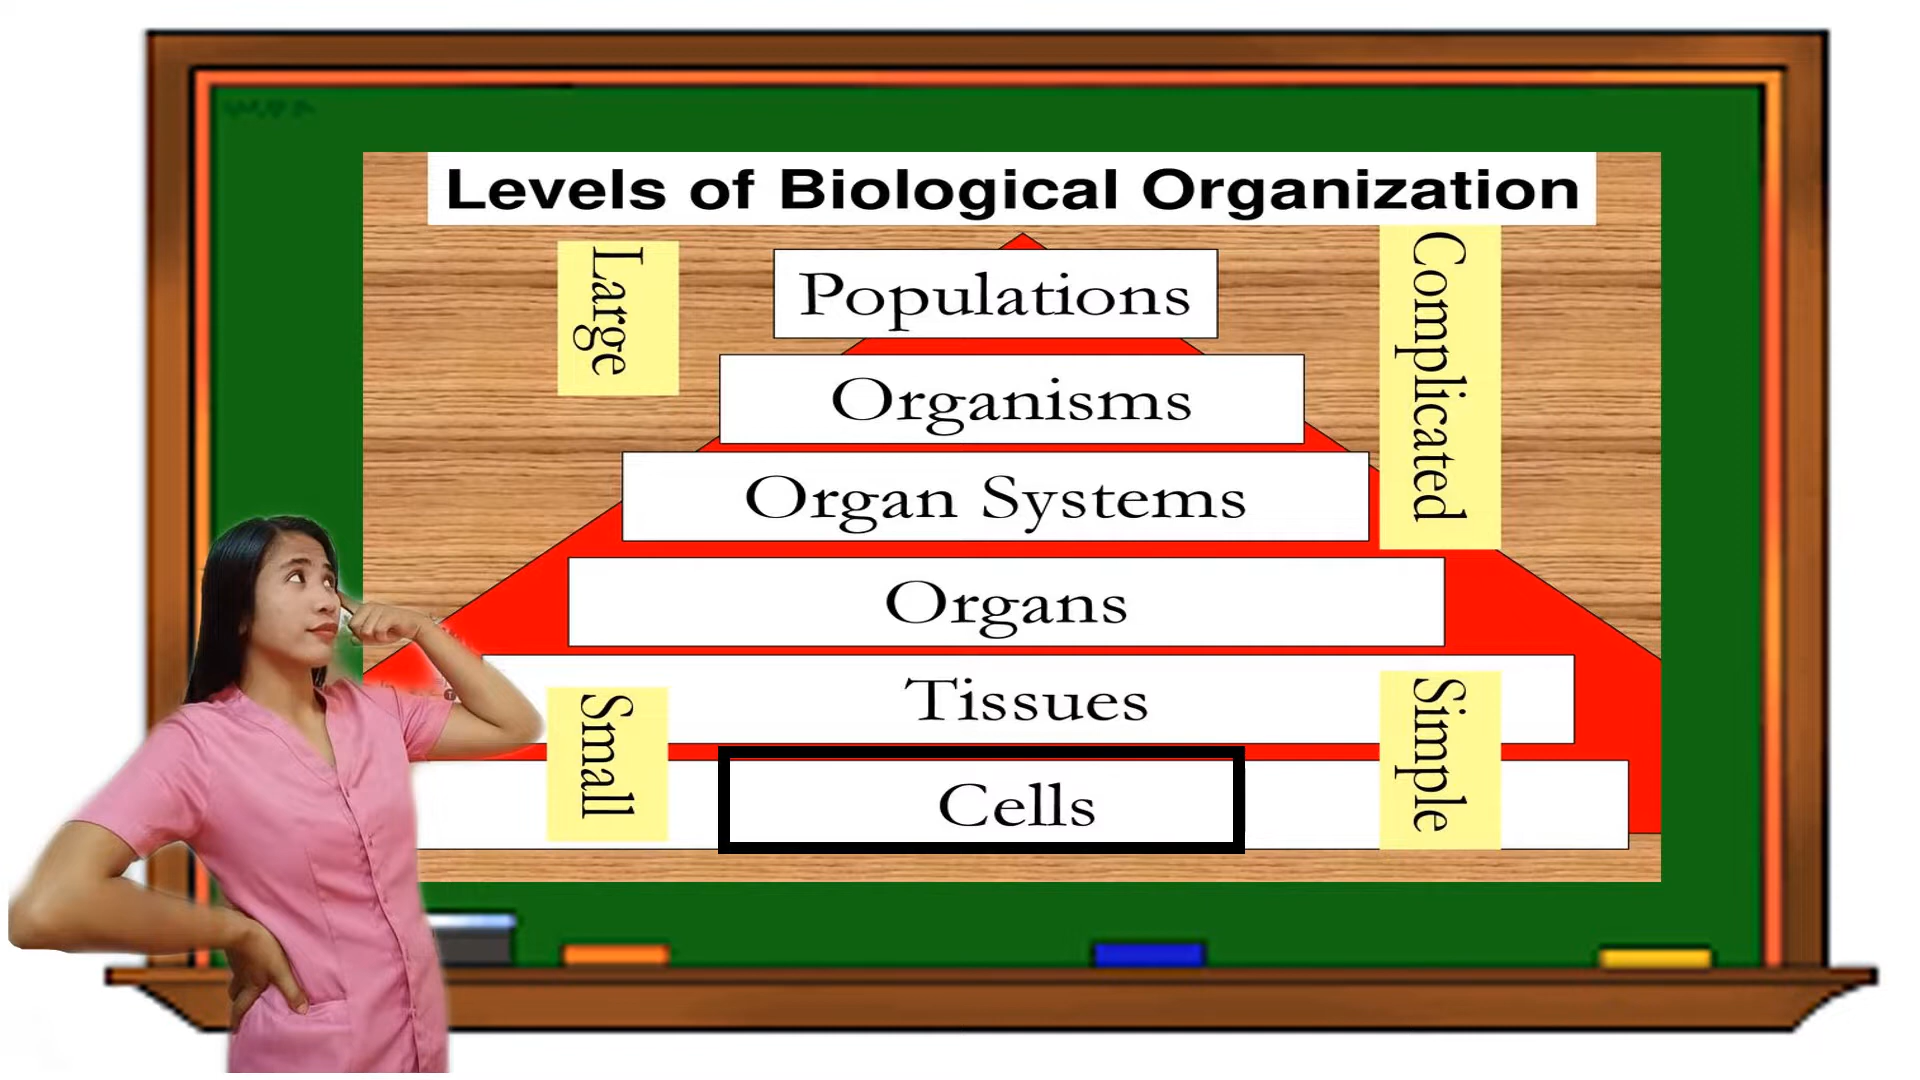 Levels of Biological Organization
Large
Complicated
Populations
Organisms
Organ Systems
Organs
Tissues
Small
Simple
Cells